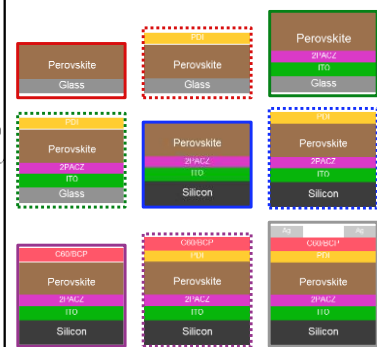 Perovskite
Glass
PDI
Perovskite
Glass
Perovskite
2PACZ
ITO
Glass
PDI
Perovskite
2PACZ
ITO
Glass
Perovskite
2PACZ
ITO
Silicon
PDI
Perovskite
2PACZ
ITO
Silicon
C60/BCP
Perovskite
2PACZ
ITO
Silicon
C60/BCP
PDI
Perovskite
2PACZ
ITO
Silicon
Ag Ag
C60/BCP
PDI
Perovskite
2PACZ
ITO
Silicon